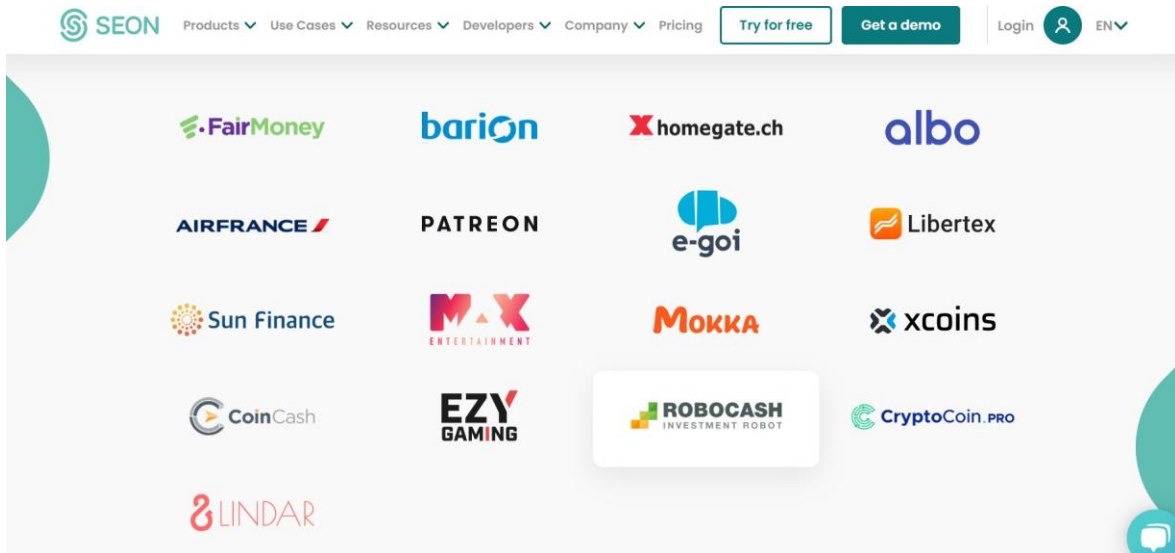 SEON Products Use Cases Resources Developers Company Pricing Try for free Get a demo Login EN
FairMoney barion homegate.ch albo
AIRFRANCE PATREON e-goi Libertex
Sun Finance MAX ENTERTAINMENT MOKKA xcoins
CoinCash EZY GAMING ROBOCASH INVESTMENT ROBOT CryptoCoin.PRO
LINDAR